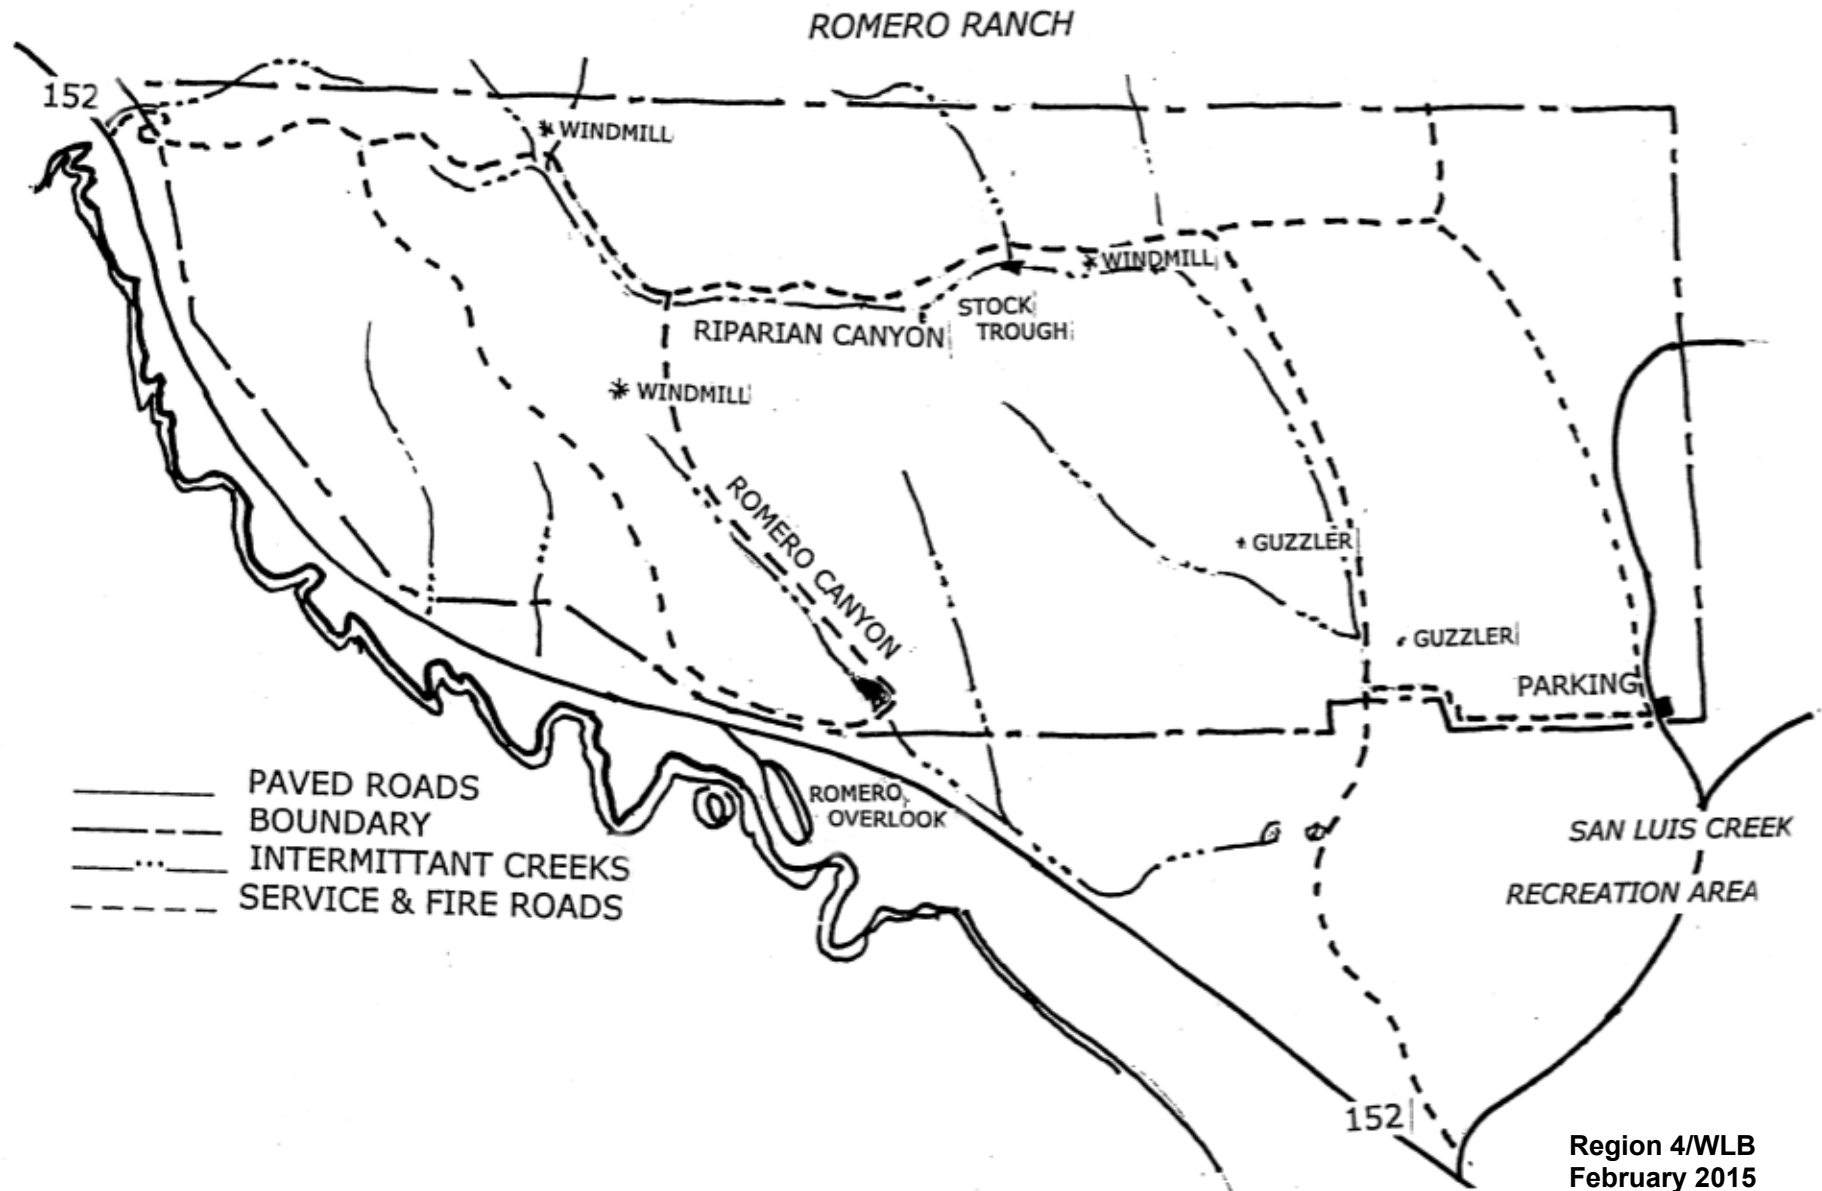 ROMERO RANCH
152
WINDMILL
WINDMILL
STOCK
TROUGH
RIPARIAN CANYON
WINDMILL
ROMERO CANYON
GUZZLER
GUZZLER
PARKING
PAVED ROADS
BOUNDARY
INTERMITTANT CREEKS
SERVICE & FIRE ROADS
ROMERO
OVERLOOK
SAN LUIS CREEK
RECREATION AREA
152
Region 4/WLB
February 2015